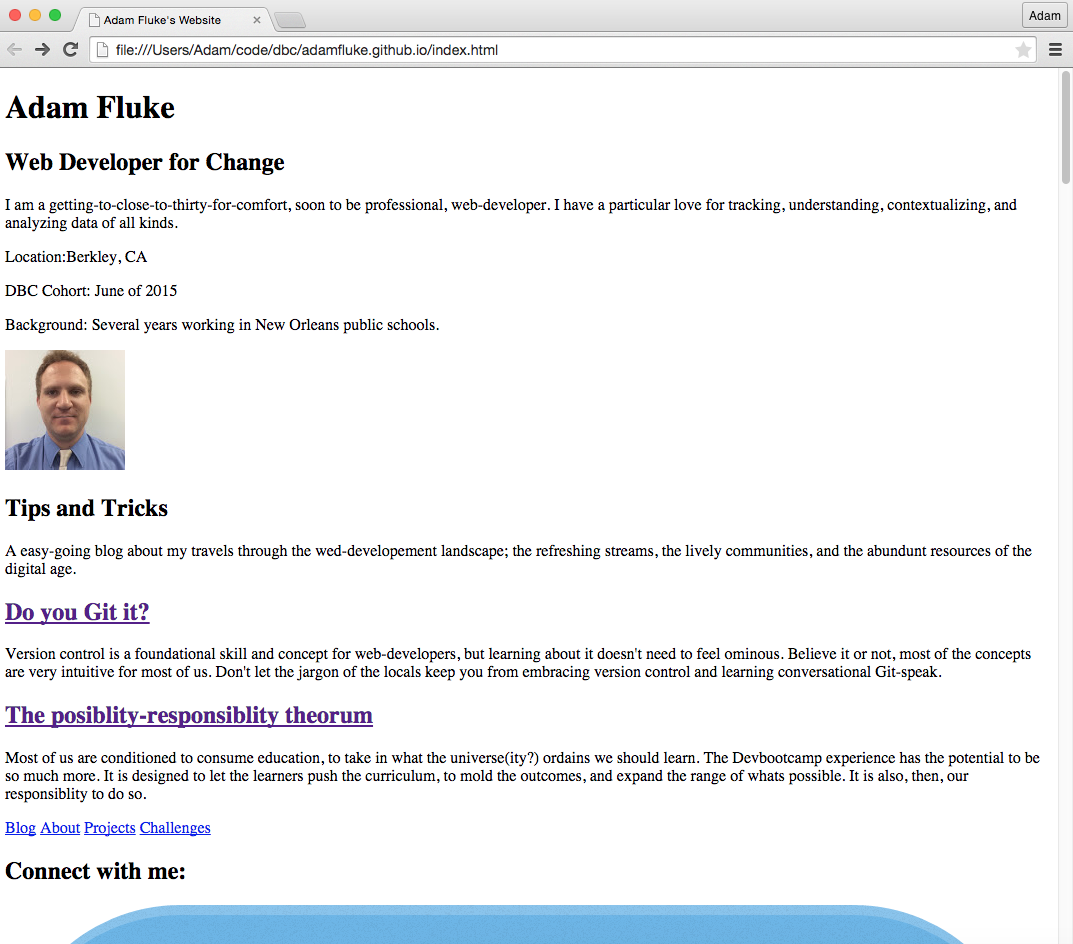 Adam Fluke's Website
Adam
file:///Users/Adam/code/dbc/adamfluke.github.io/index.html
Adam Fluke
Web Developer for Change
I am a getting-to-close-to-thirty-for-comfort, soon to be professional, web-developer. I have a particular love for tracking, understanding, contextualizing, and
analyzing data of all kinds.
Location:Berkley, CA
DBC Cohort: June of 2015
Background: Several years working in New Orleans public schools.
Tips and Tricks
A easy-going blog about my travels through the wed-developement landscape; the refreshing streams, the lively communities, and the abundunt resources of the
digital age.
Do you Git it?
Version control is a foundational skill and concept for web-developers, but learning about it doesn't need to feel ominous. Believe it or not, most of the concepts
are very intuitive for most of us. Don't let the jargon of the locals keep you from embracing version control and learning conversational Git-speak.
The posiblity-responsiblity theorum
Most of us are conditioned to consume education, to take in what the universe(ity?) ordains we should learn. The Devbootcamp experience has the potential to be
so much more. It is designed to let the learners push the curriculum, to mold the outcomes, and expand the range of whats possible. It is also, then, our
responsiblity to do so.
Blog About Projects Challenges
Connect with me: